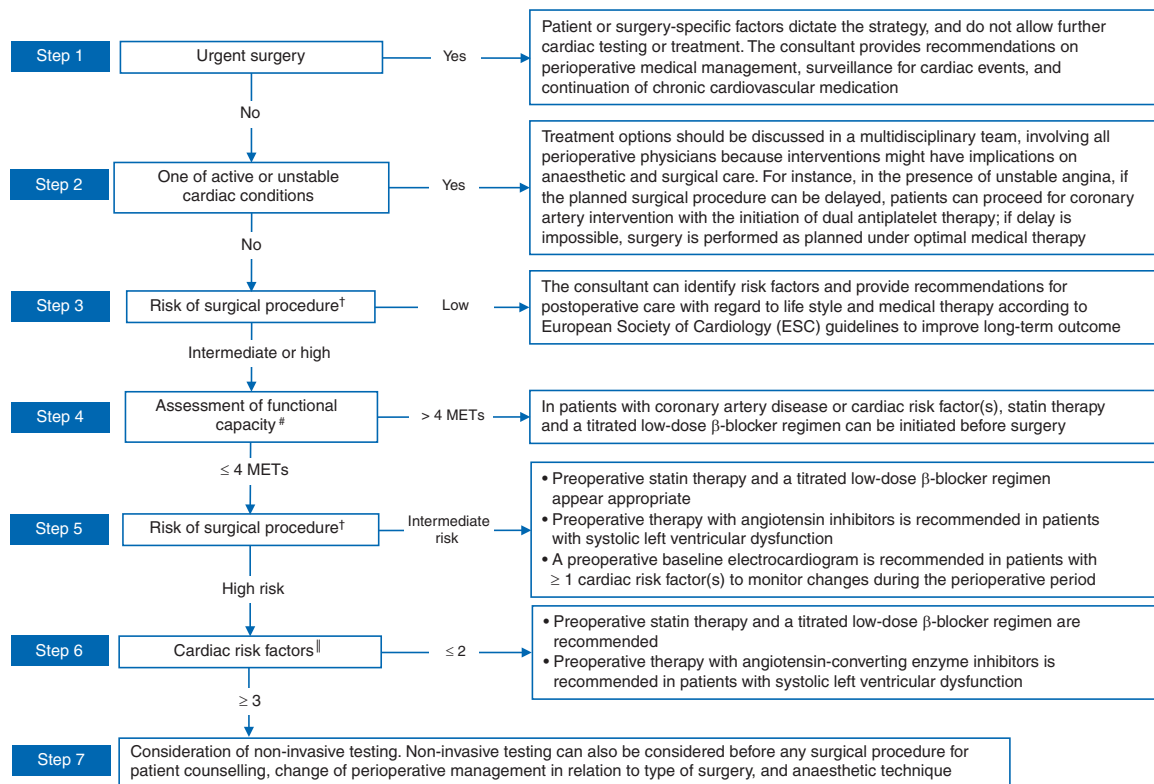 Step 1
Urgent surgery
Yes
Patient or surgery-specific factors dictate the strategy, and do not allow further
cardiac testing or treatment. The consultant provides recommendations on
perioperative medical management, surveillance for cardiac events, and
continuation of chronic cardiovascular medication
No
Step 2
One of active or unstable
cardiac conditions
Yes
Treatment options should be discussed in a multidisciplinary team, involving all
perioperative physicians because interventions might have implications on
anaesthetic and surgical care. For instance, in the presence of unstable angina, if
the planned surgical procedure can be delayed, patients can proceed for coronary
artery intervention with the initiation of dual antiplatelet therapy; if delay is
impossible, surgery is performed as planned under optimal medical therapy
No
Step 3
Risk of surgical procedure†
Low
The consultant can identify risk factors and provide recommendations for
postoperative care with regard to life style and medical therapy according to
European Society of Cardiology (ESC) guidelines to improve long-term outcome
Intermediate or high
Step 4
Assessment of functional
capacity #
> 4 METs
In patients with coronary artery disease or cardiac risk factor(s), statin therapy
and a titrated low-dose β-blocker regimen can be initiated before surgery
≤ 4 METs
Step 5
Risk of surgical procedure†
Intermediate
risk
• Preoperative statin therapy and a titrated low-dose β-blocker regimen
appear appropriate
• Preoperative therapy with angiotensin inhibitors is recommended in patients
with systolic left ventricular dysfunction
• A preoperative baseline electrocardiogram is recommended in patients with
≥ 1 cardiac risk factor(s) to monitor changes during the perioperative period
High risk
Step 6
Cardiac risk factors‖
≤ 2
• Preoperative statin therapy and a titrated low-dose β-blocker regimen are
recommended
• Preoperative therapy with angiotensin-converting enzyme inhibitors is
recommended in patients with systolic left ventricular dysfunction
≥ 3
Step 7
Consideration of non-invasive testing. Non-invasive testing can also be considered before any surgical procedure for
patient counselling, change of perioperative management in relation to type of surgery, and anaesthetic technique